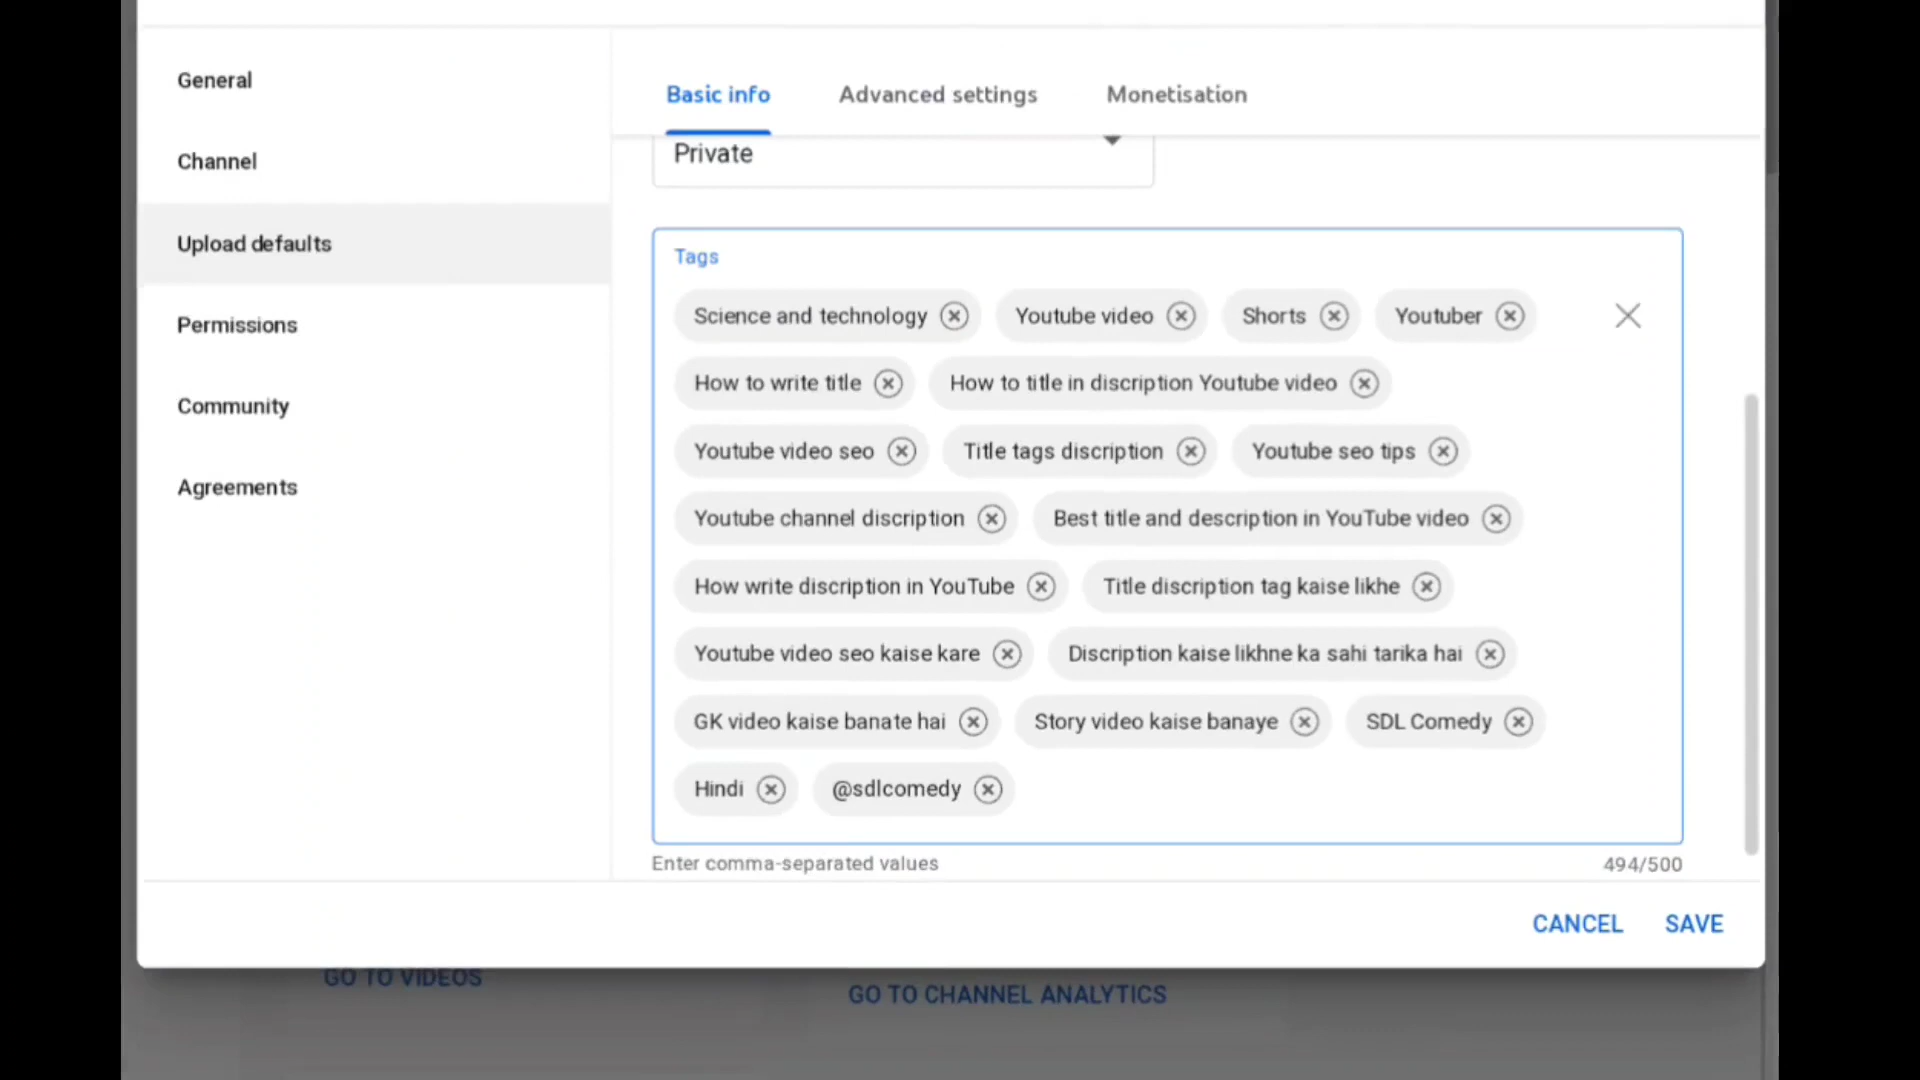 General
Channel
Upload defaults
Permissions
Community
Agreements
Basic info Advanced settings Monetisation
Private
Tags
Science and technology Youtube video Shorts Youtuber
How to write title How to title in discription Youtube video
Youtube video seo Title tags discription Youtube seo tips
Youtube channel discription Best title and description in YouTube video
How write discription in YouTube Title discription tag kaise likhe
Youtube video seo kaise kare Discription kaise likhne ka sahi tarika hai
GK video kaise banate hai Story video kaise banaye SDL Comedy
Hindi @sdlcomedy
Enter comma-separated values 494/500
CANCEL SAVE
GO TO VIDEOS
GO TO CHANNEL ANALYTICS